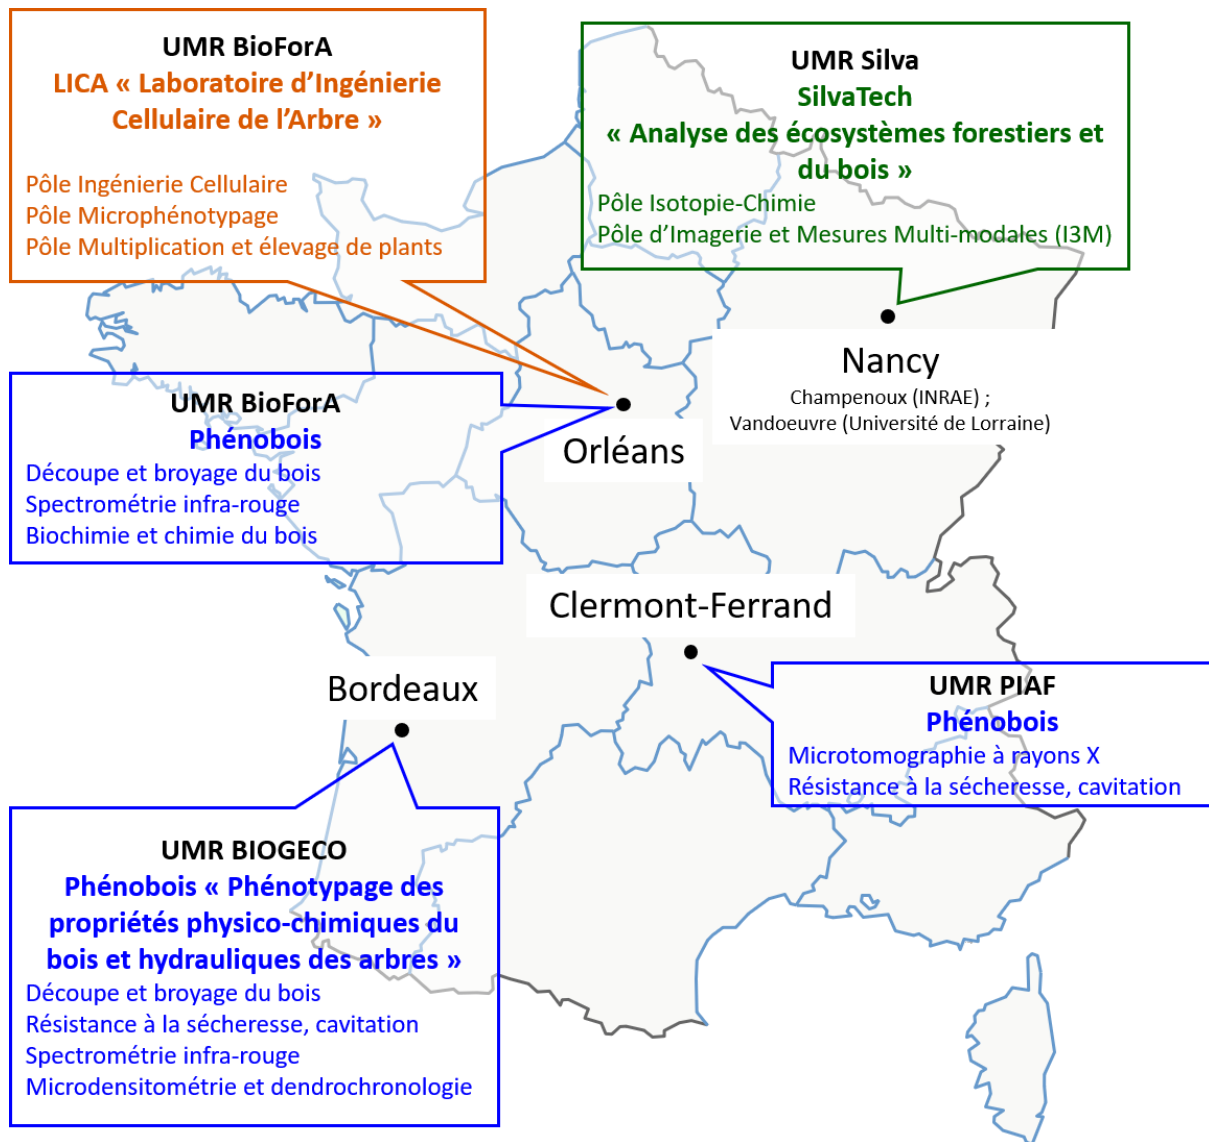 UMR BioForA
LICA « Laboratoire d’Ingénierie
Cellulaire de l’Arbre »
Pôle Ingénierie Cellulaire
Pôle Microphénotypage
Pôle Multiplication et élevage de plants
UMR Silva
SilvaTech
« Analyse des écosystèmes forestiers et
du bois »
Pôle Isotopie-Chimie
Pôle d’Imagerie et Mesures Multi-modales (I3M)
Nancy
Champenoux (INRAE) ;
Vandoeuvre (Université de Lorraine)
UMR BioForA
Phénobois
Découpe et broyage du bois
Spectrométrie infra-rouge
Biochimie et chimie du bois
Orléans
Clermont-Ferrand
Bordeaux
UMR PIAF
Phénobois
Microtomographie à rayons X
Résistance à la sécheresse, cavitation
UMR BIOGECO
Phénobois « Phénotypage des
propriétés physico-chimiques du
bois et hydrauliques des arbres »
Découpe et broyage du bois
Résistance à la sécheresse, cavitation
Spectrométrie infra-rouge
Microdensitométrie et dendrochronologie